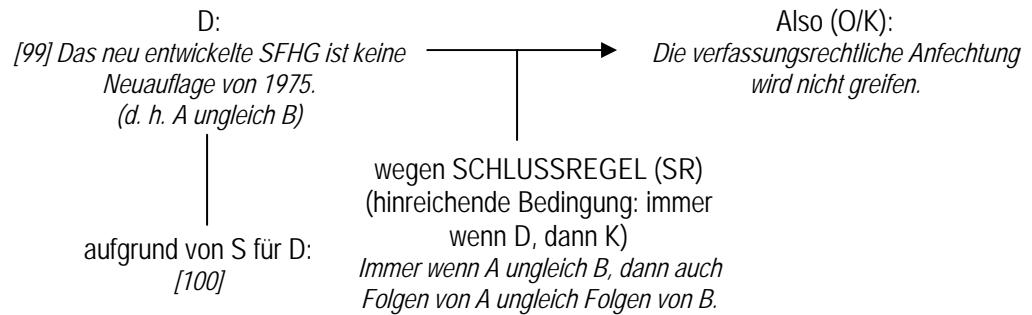 D:
[99] Das neu entwickelte SFHG ist keine
Neuauflage von 1975.
(d. h. A ungleich B)
Also (O/K):
Die verfassungsrechtliche Anfechtung
wird nicht greifen.
wegen SCHLUSSREGEL (SR)
(hinreichende Bedingung: immer
wenn D, dann K)
Immer wenn A ungleich B, dann auch
Folgen von A ungleich Folgen von B.
aufgrund von S für D:
[100]